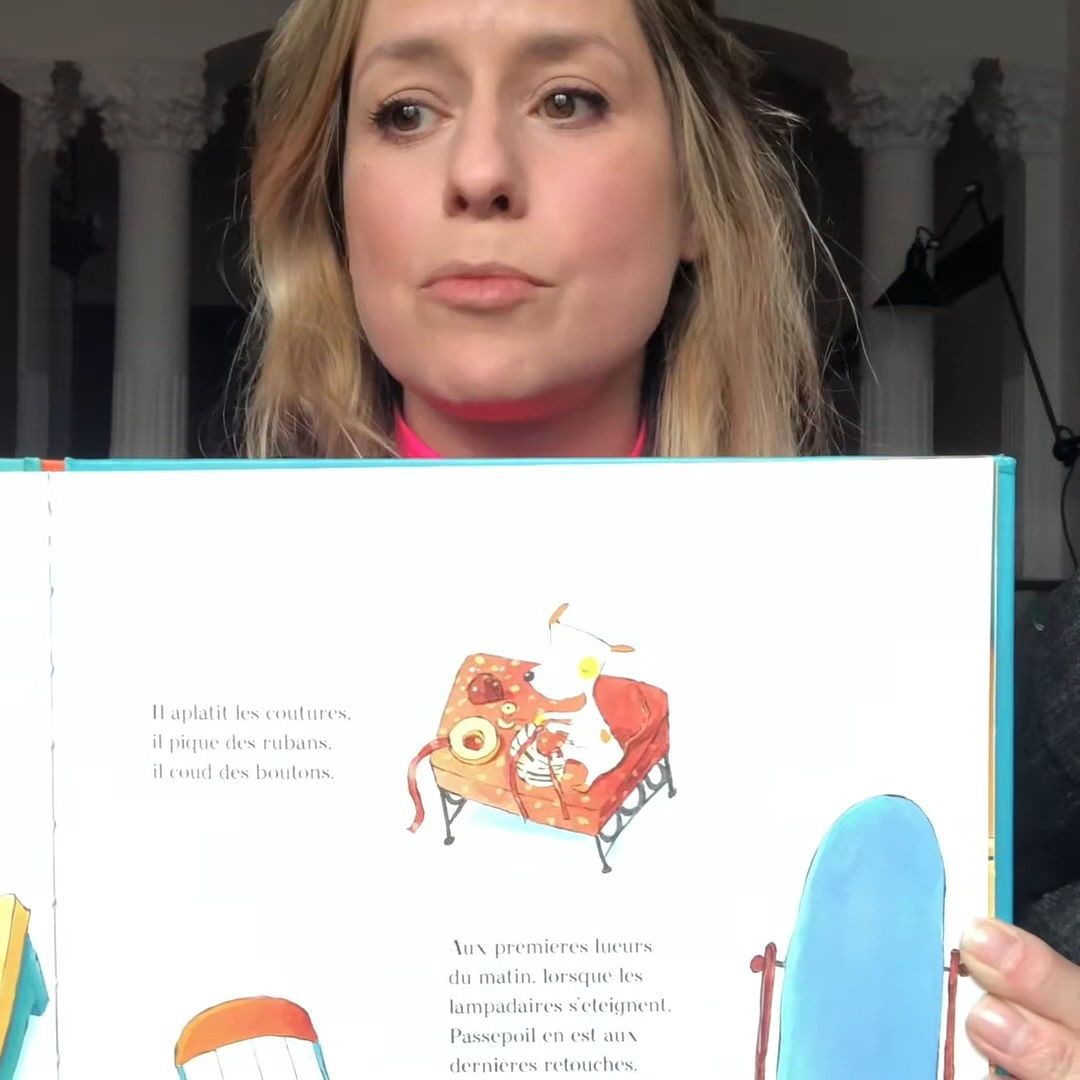 Il aplatit les coutures,
il pique des rubans,
il coud des boutons.
Aux premières lueurs
du matin, lorsque les
lampadaires s'éteignent,
Passepoil en est aux
dernières retouches.